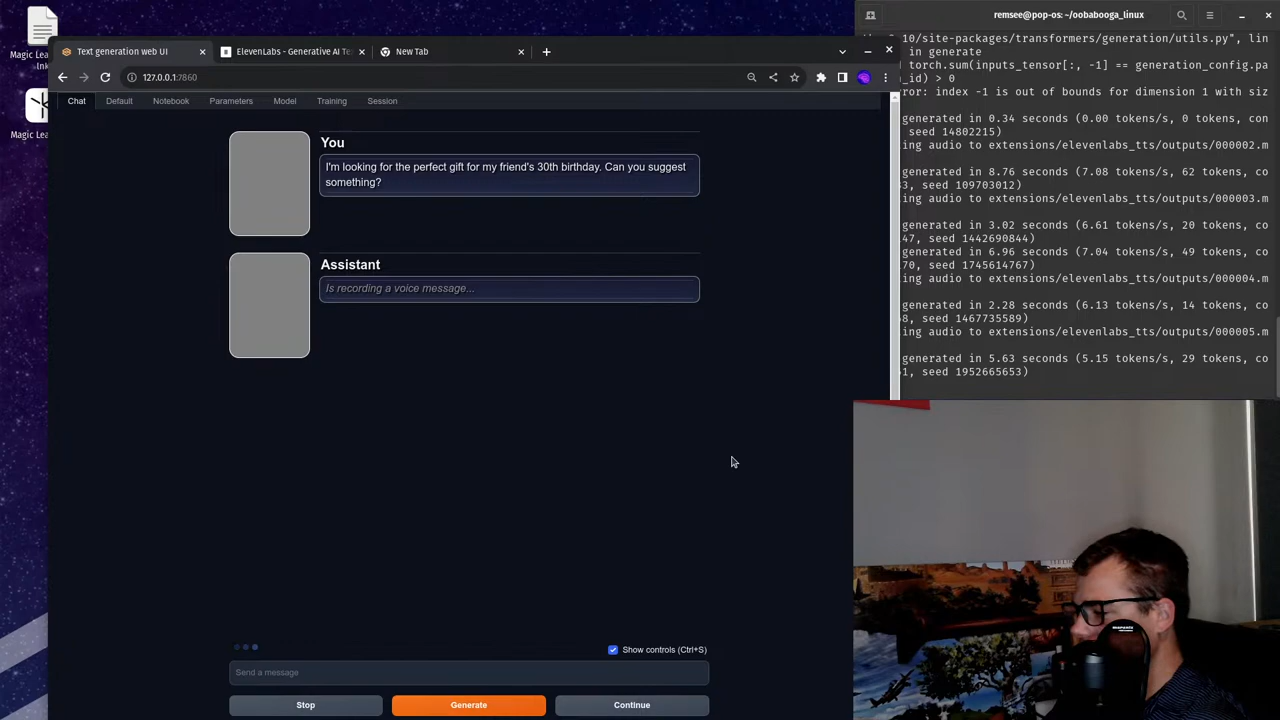 Magic Lea
Ink
Magic Lea
Text generation web UI
ElevenLabs - Generative AI Te
New Tab
127.0.0.1:7860
Chat
Default
Notebook
Parameters
Model
Training
Session
You
I'm looking for the perfect gift for my friend's 30th birthday. Can you suggest
something?
Assistant
Is recording a voice message...
Show controls (Ctrl+S)
Send a message
Stop
Generate
Continue
remsee@pop-os: ~/oobabooga_linux
10/site-packages/transformers/generation/utils.py", lin
in generate
torch.sum(inputs_tensor[:, -1] == generation_config.pa
_id) > 0
ror: index -1 is out of bounds for dimension 1 with siz
generated in 0.34 seconds (0.00 tokens/s, 0 tokens, con
seed 14802215)
ing audio to extensions/elevenlabs_tts/outputs/000002.m
generated in 8.76 seconds (7.08 tokens/s, 62 tokens, co
3, seed 109703012)
ing audio to extensions/elevenlabs_tts/outputs/000003.m
generated in 3.02 seconds (6.61 tokens/s, 20 tokens, co
47, seed 1442690844)
generated in 6.96 seconds (7.04 tokens/s, 49 tokens, co
70, seed 1745614767)
ing audio to extensions/elevenlabs_tts/outputs/000004.m
generated in 2.28 seconds (6.13 tokens/s, 14 tokens, co
8, seed 1467735589)
ing audio to extensions/elevenlabs_tts/outputs/000005.m
generated in 5.63 seconds (5.15 tokens/s, 29 tokens, co
1, seed 1952665653)
marantz